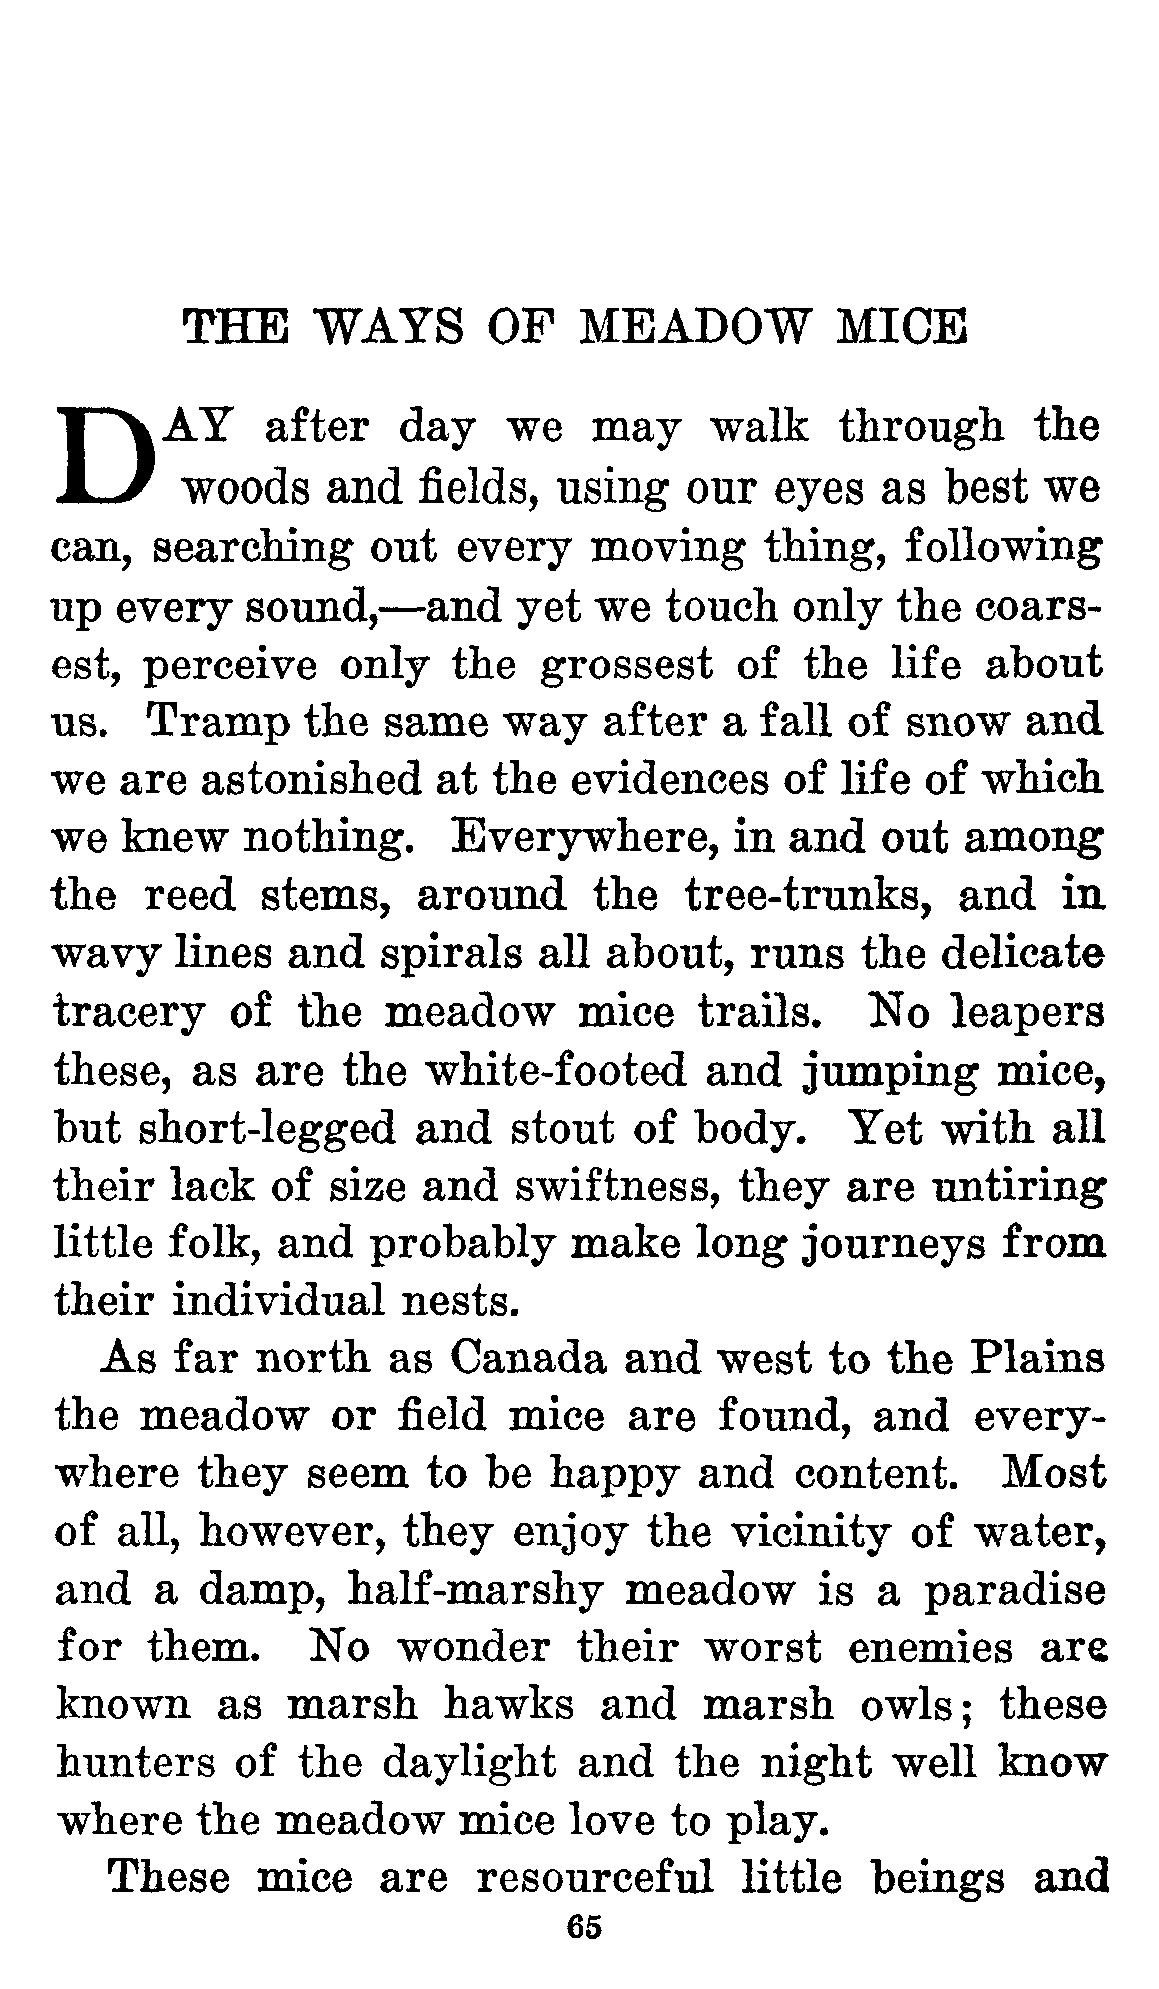 THE WAYS OF MEADOW MICE
DAY after day we may walk through the
woods and fields, using our eyes as best we
can, searching out every moving thing, following
up every sound,—and yet we touch only the coars-
est, perceive only the grossest of the life about
us. Tramp the same way after a fall of snow and
we are astonished at the evidences of life of which
we knew nothing. Everywhere, in and out among
the reed stems, around the tree-trunks, and in
wavy lines and spirals all about, runs the delicate
tracery of the meadow mice trails. No leapers
these, as are the white-footed and jumping mice,
but short-legged and stout of body. Yet with all
their lack of size and swiftness, they are untiring
little folk, and probably make long journeys from
their individual nests.
As far north as Canada and west to the Plains
the meadow or field mice are found, and every-
where they seem to be happy and content. Most
of all, however, they enjoy the vicinity of water,
and a damp, half-marshy meadow is a paradise
for them. No wonder their worst enemies are
known as marsh hawks and marsh owls; these
hunters of the daylight and the night well know
where the meadow mice love to play.
These mice are resourceful little beings and
65